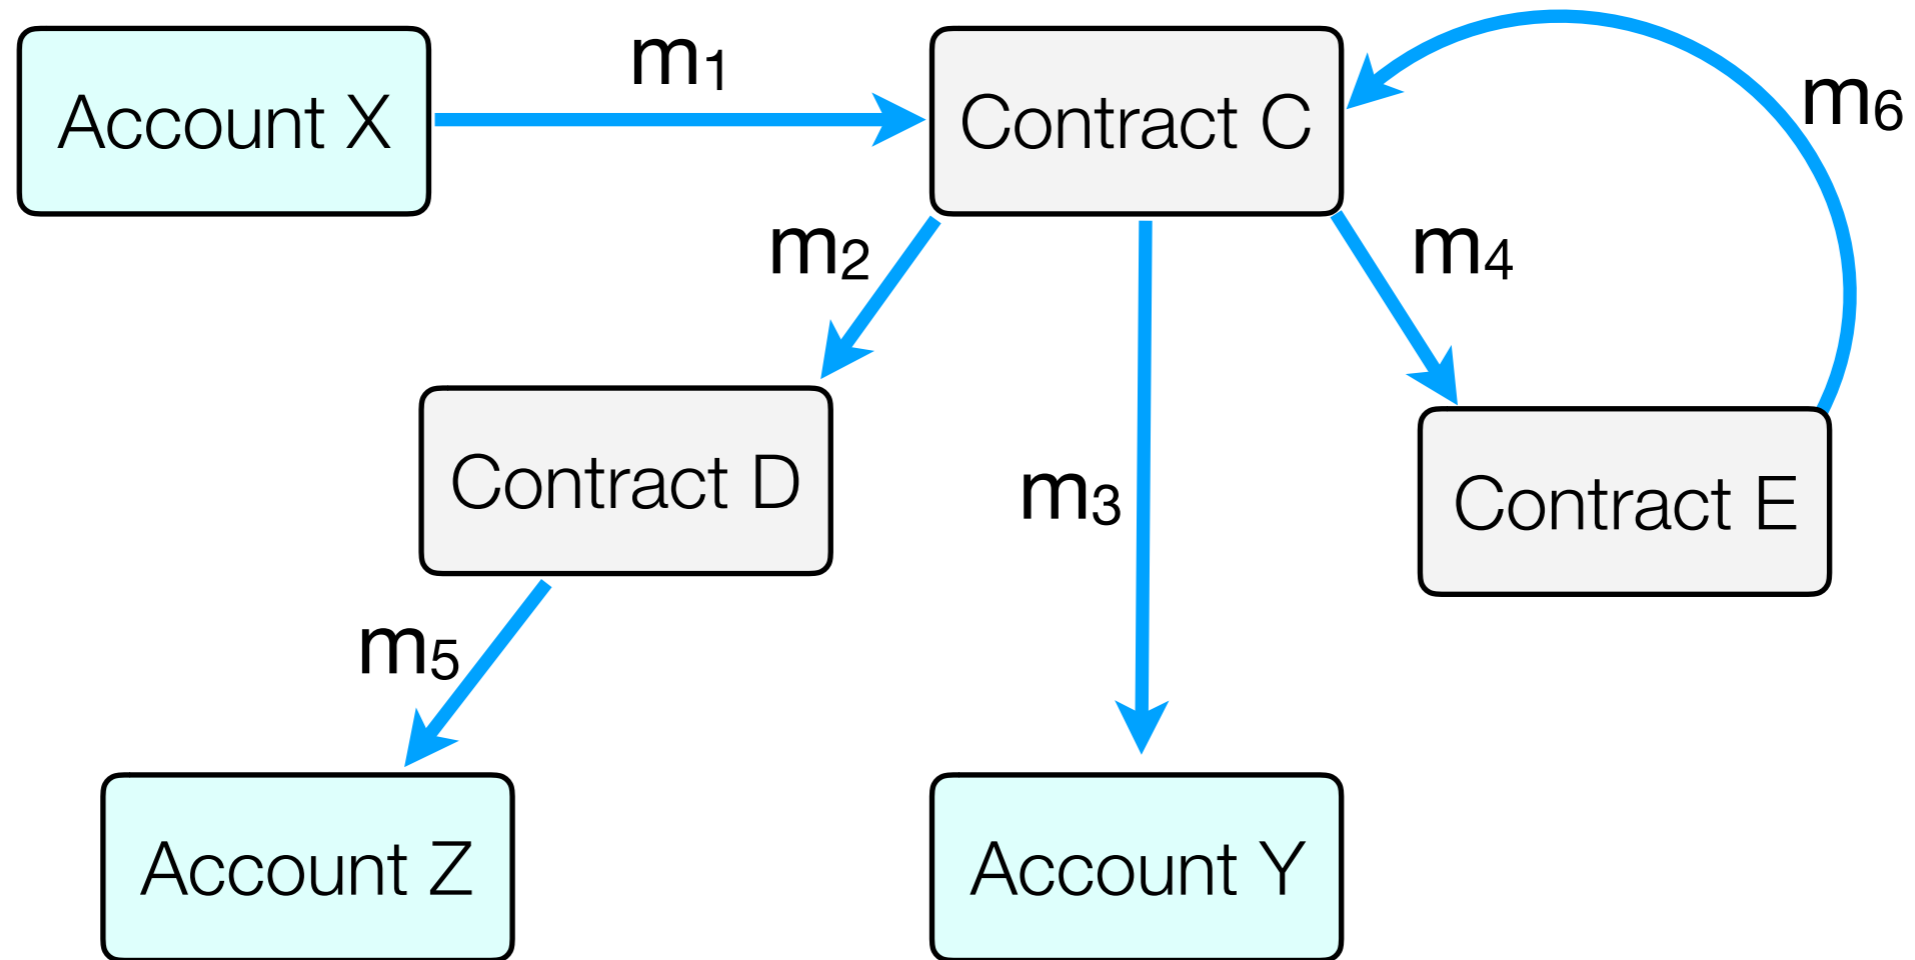 m1
Account X
Contract C
m6
m2
m4
Contract D
m3
Contract E
m5
Account Z
Account Y